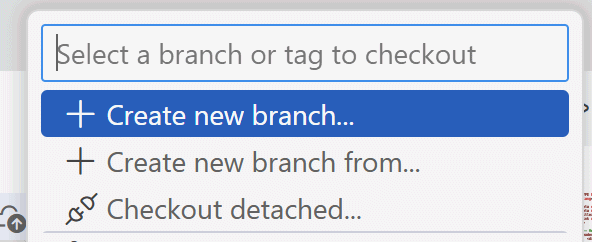 Select a branch or tag to checkout
Create new branch...
Create new branch from...
Checkout detached...